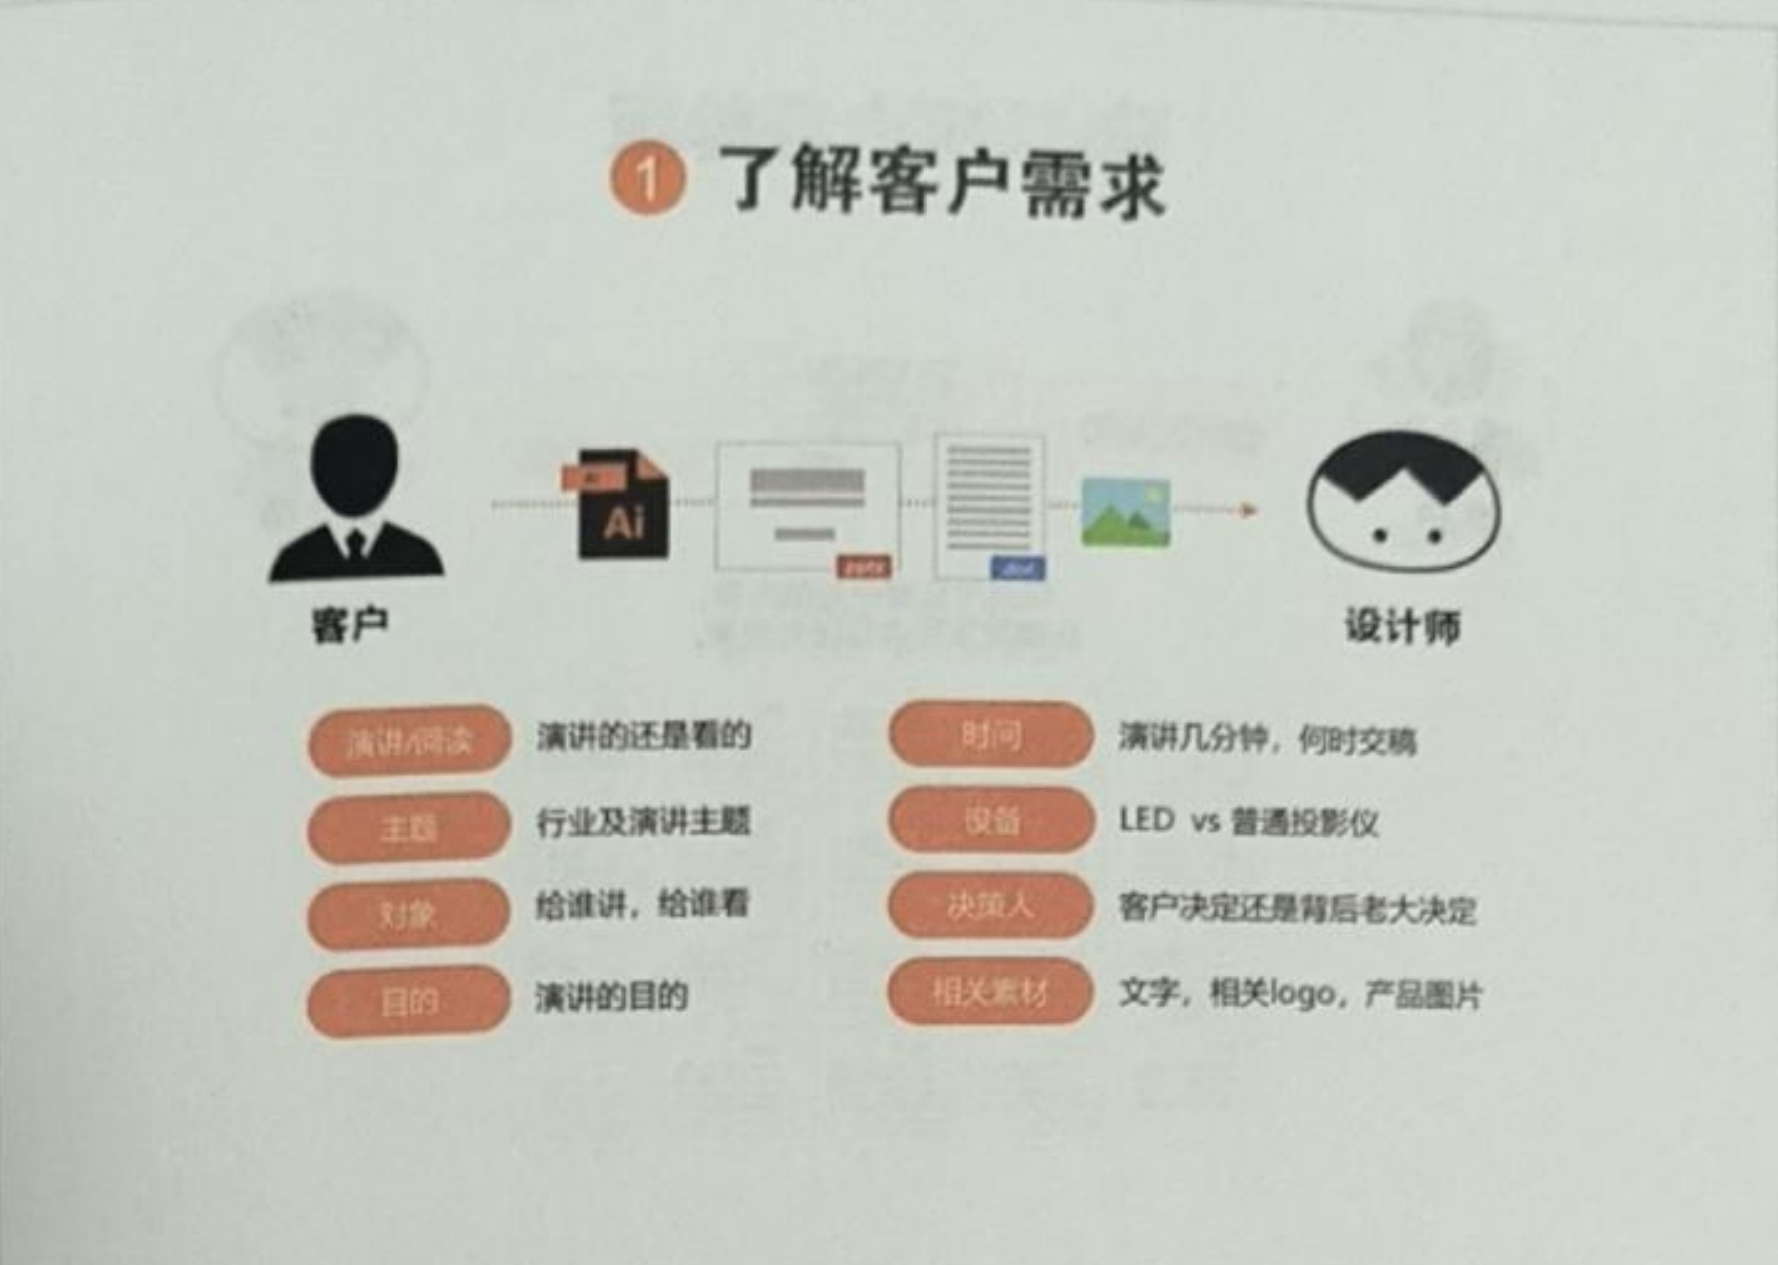 1 了解客户需求
Ai
客户
设计师
演讲/阅读 演讲的还是看的
主题 行业及演讲主题
对象 给谁讲，给谁看
目的 演讲的目的
时间 演讲几分钟，何时交稿
设备 LED vs 普通投影仪
决策人 客户决定还是背后老大决定
相关素材 文字，相关logo，产品图片